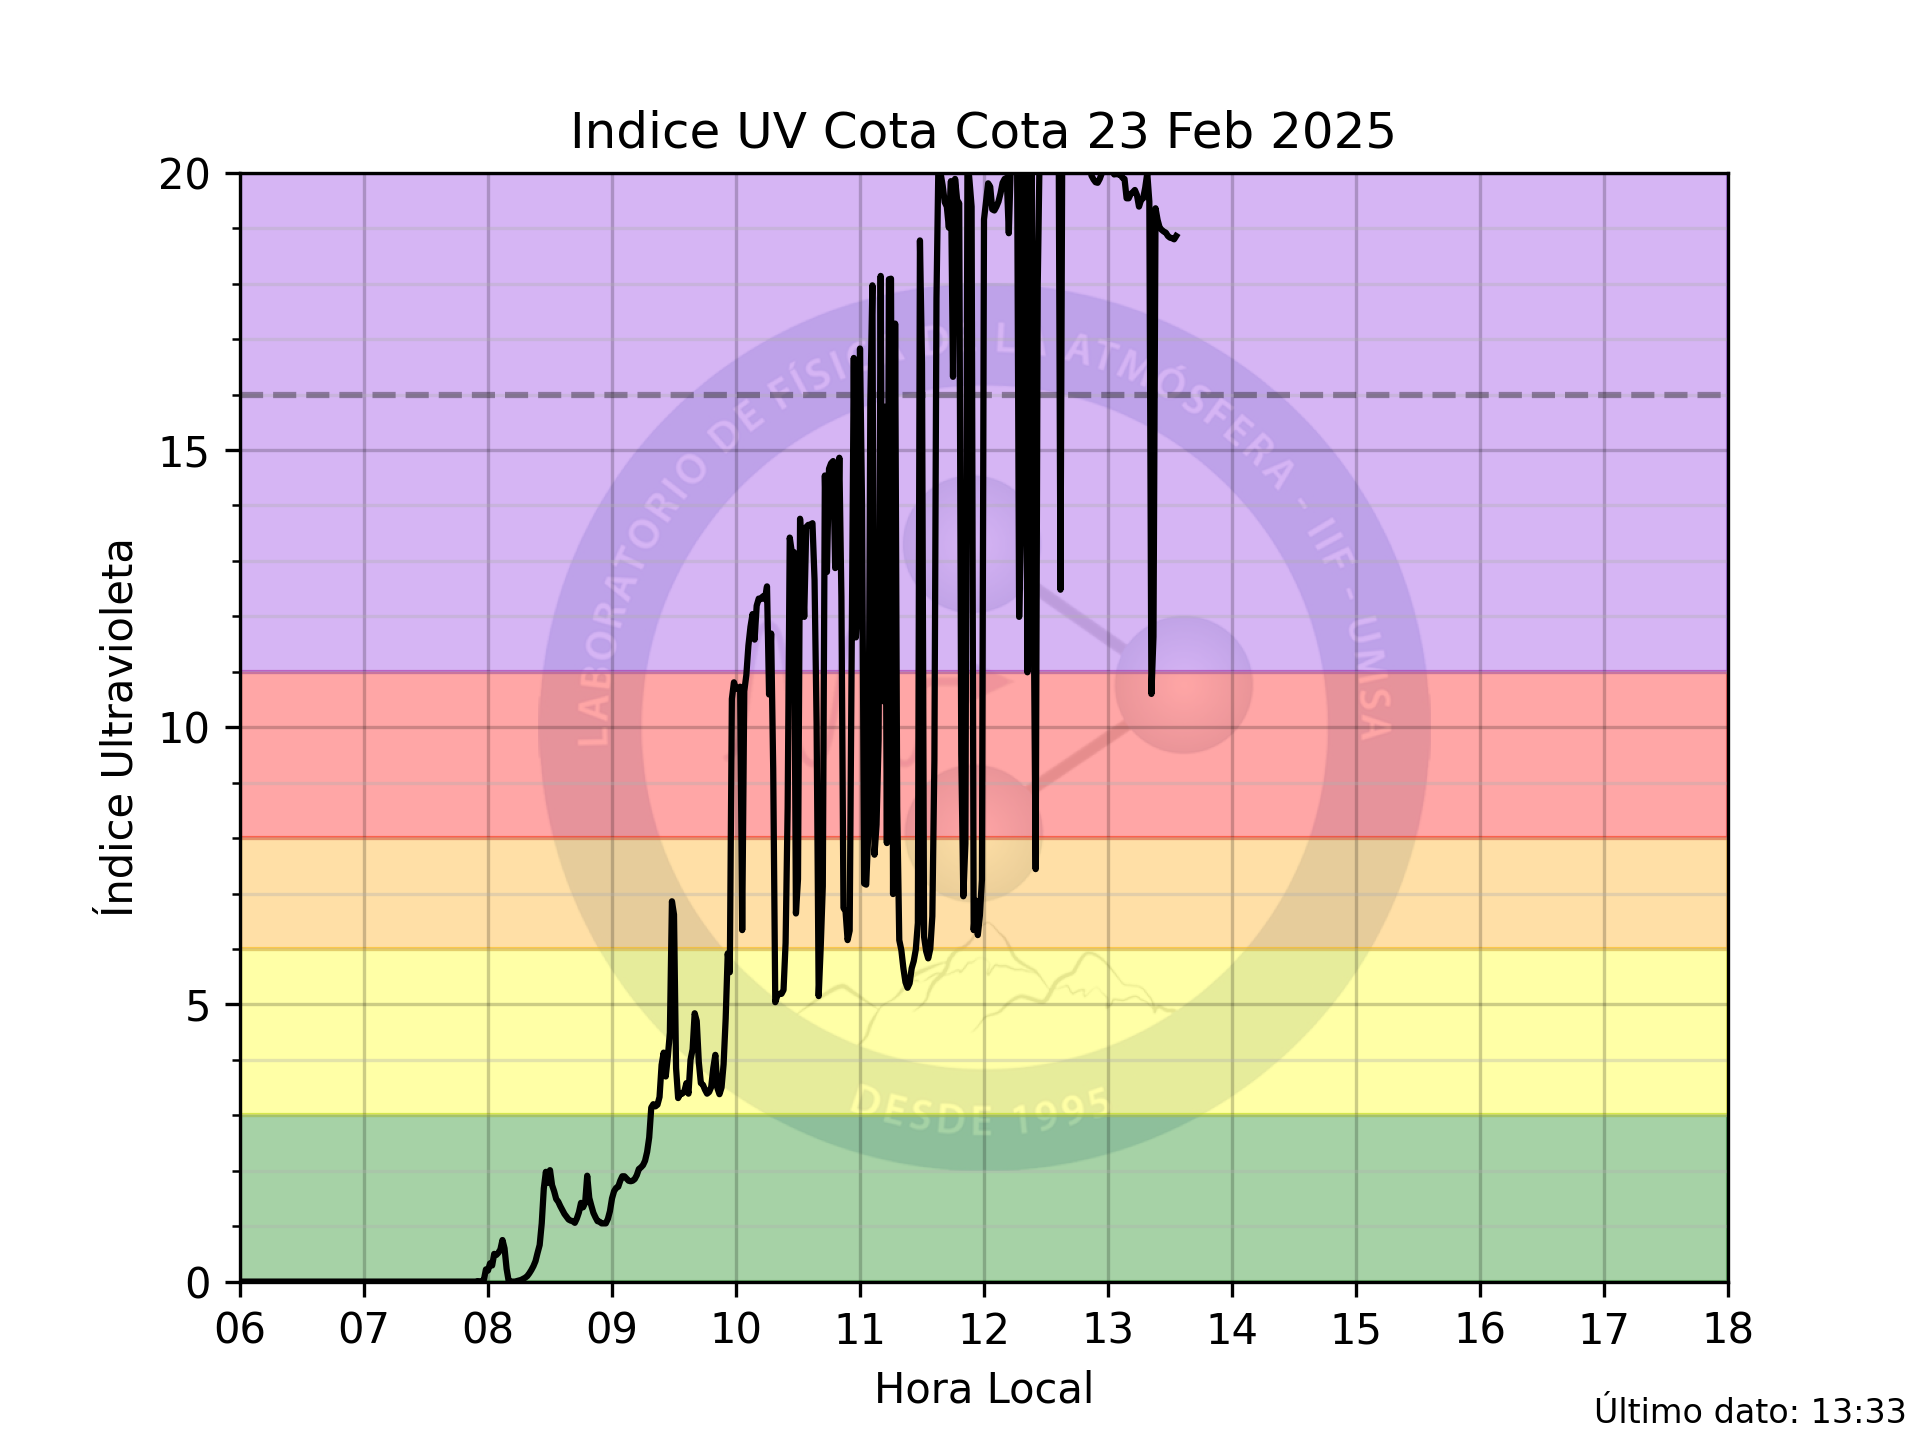 Indice UV Cota Cota 23 Feb 2025
20
15
10
5
0
Índice Ultravioleta
LABORATORIO DE FÍSICA DE LA ATMÓSFERA - IIF - UMSA
DESDE 1995
06 07 08 09 10 11 12 13 14 15 16 17 18
Hora Local
Último dato: 13:33